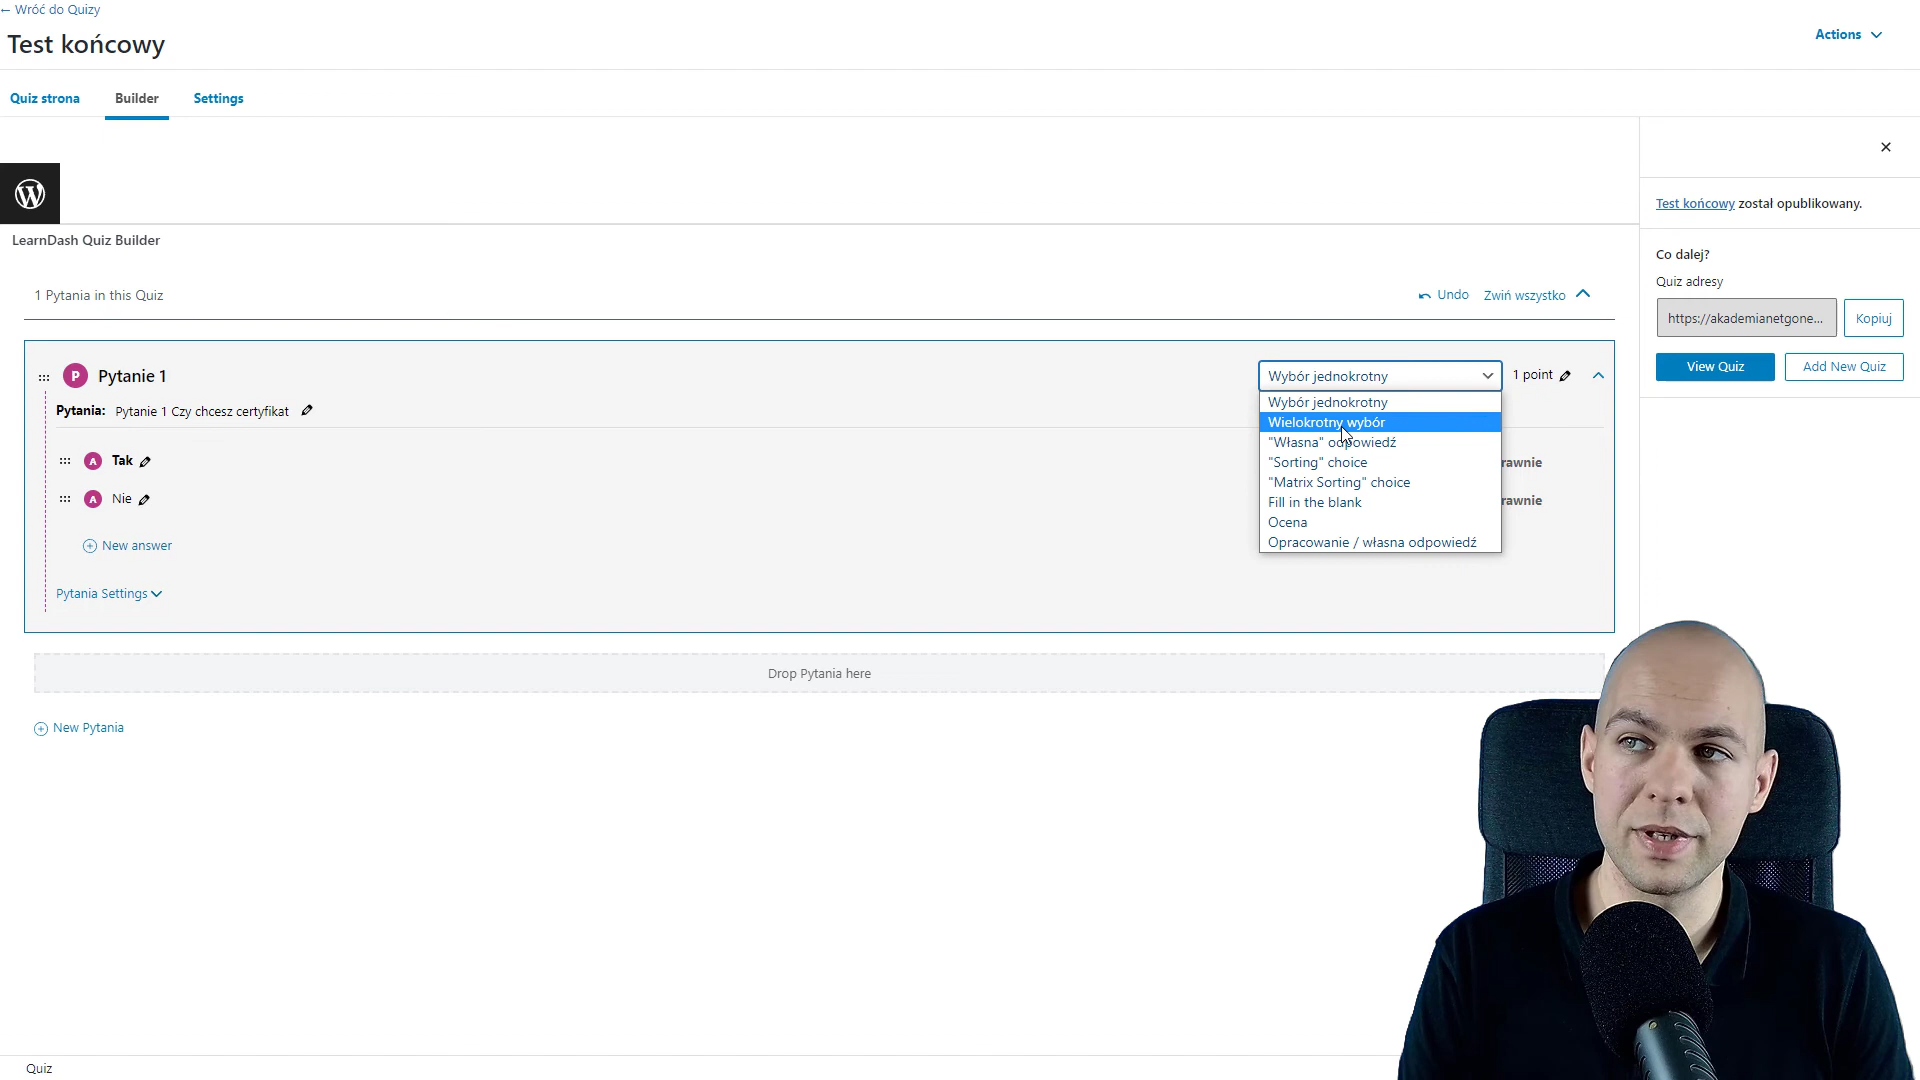 ← Wróć do Quizy
Test końcowy
Actions
Quiz strona
Builder
Settings
Test końcowy został opublikowany.
LearnDash Quiz Builder
Co dalej?
Quiz adresy
1 Pytania in this Quiz
Undo
Zwiń wszystko
https://akademianetgone...
Kopiuj
View Quiz
Add New Quiz
P
Pytanie 1
Wybór jednokrotny
1 point
Pytania: Pytanie 1 Czy chcesz certyfikat
Wybór jednokrotny
Wielokrotny wybór
"Własna" odpowiedź
"Sorting" choice
"Matrix Sorting" choice
Fill in the blank
Ocena
Opracowanie / własna odpowiedź
A
Tak
rawnie
A
Nie
rawnie
New answer
Pytania Settings
Drop Pytania here
New Pytania
Quiz